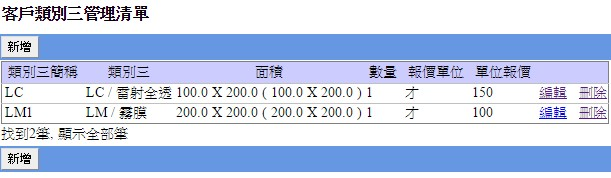 客戶類別三管理清單
新增
類別三簡稱 類別三 面積 數量 報價單位 單位報價
LC LC / 雷射全透 100.0 X 200.0 ( 100.0 X 200.0 ) 1 才 150 編輯 刪除
LM1 LM / 霧膜 200.0 X 200.0 ( 200.0 X 200.0 ) 1 才 100 編輯 刪除
找到2筆, 顯示全部筆
新增